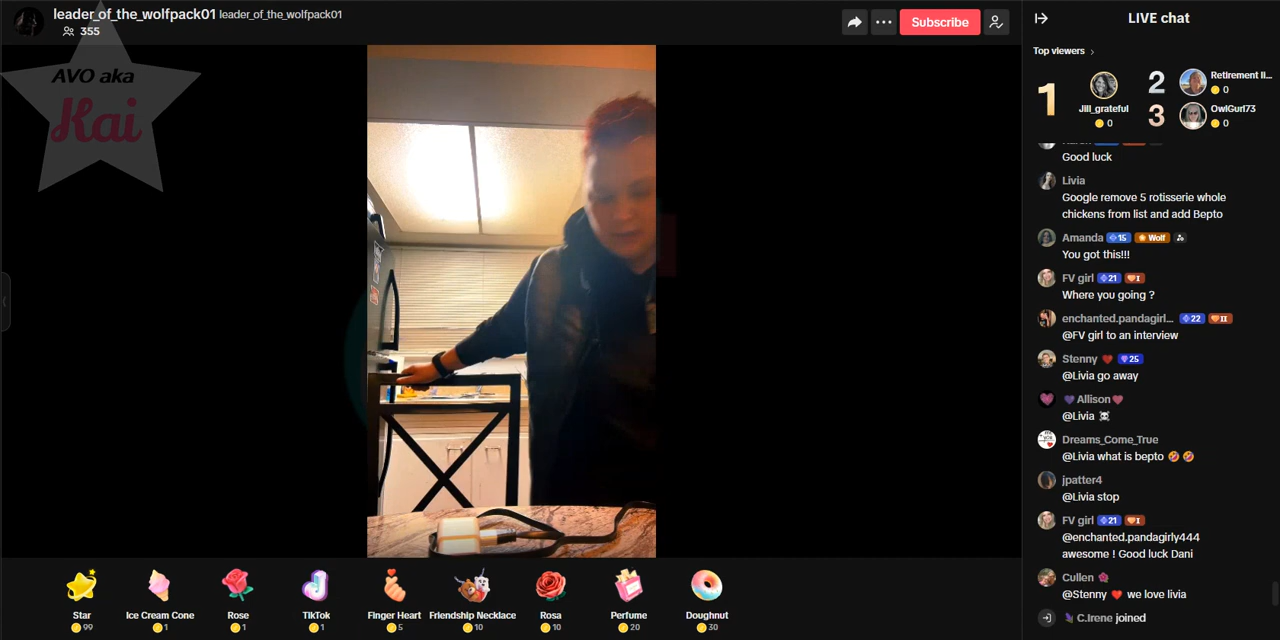 leader_of_the_wolfpack01 leader_of_the_wolfpack01
355
AVO aka
Kai
Subscribe
LIVE chat
Top viewers
1
Jill_grateful
0
2
Retirement li...
0
3
OwlGurl73
0
Good luck
Livia
Google remove 5 rotisserie whole
chickens from list and add Bepto
Amanda 15 Wolf
You got this!!!
FV girl 21 I
Where you going ?
enchanted.pandagirl... 22 II
@FV girl to an interview
Stenny 25
@Livia go away
Allison
@Livia
Dreams_Come_True
@Livia what is bepto
jpatter4
@Livia stop
FV girl 21 I
@enchanted.pandagirly444
awesome ! Good luck Dani
Cullen
@Stenny ❤️ we love livia
C.Irene joined
Star
99
Ice Cream Cone
1
Rose
1
TikTok
1
Finger Heart
5
Friendship Necklace
10
Rosa
10
Perfume
20
Doughnut
30